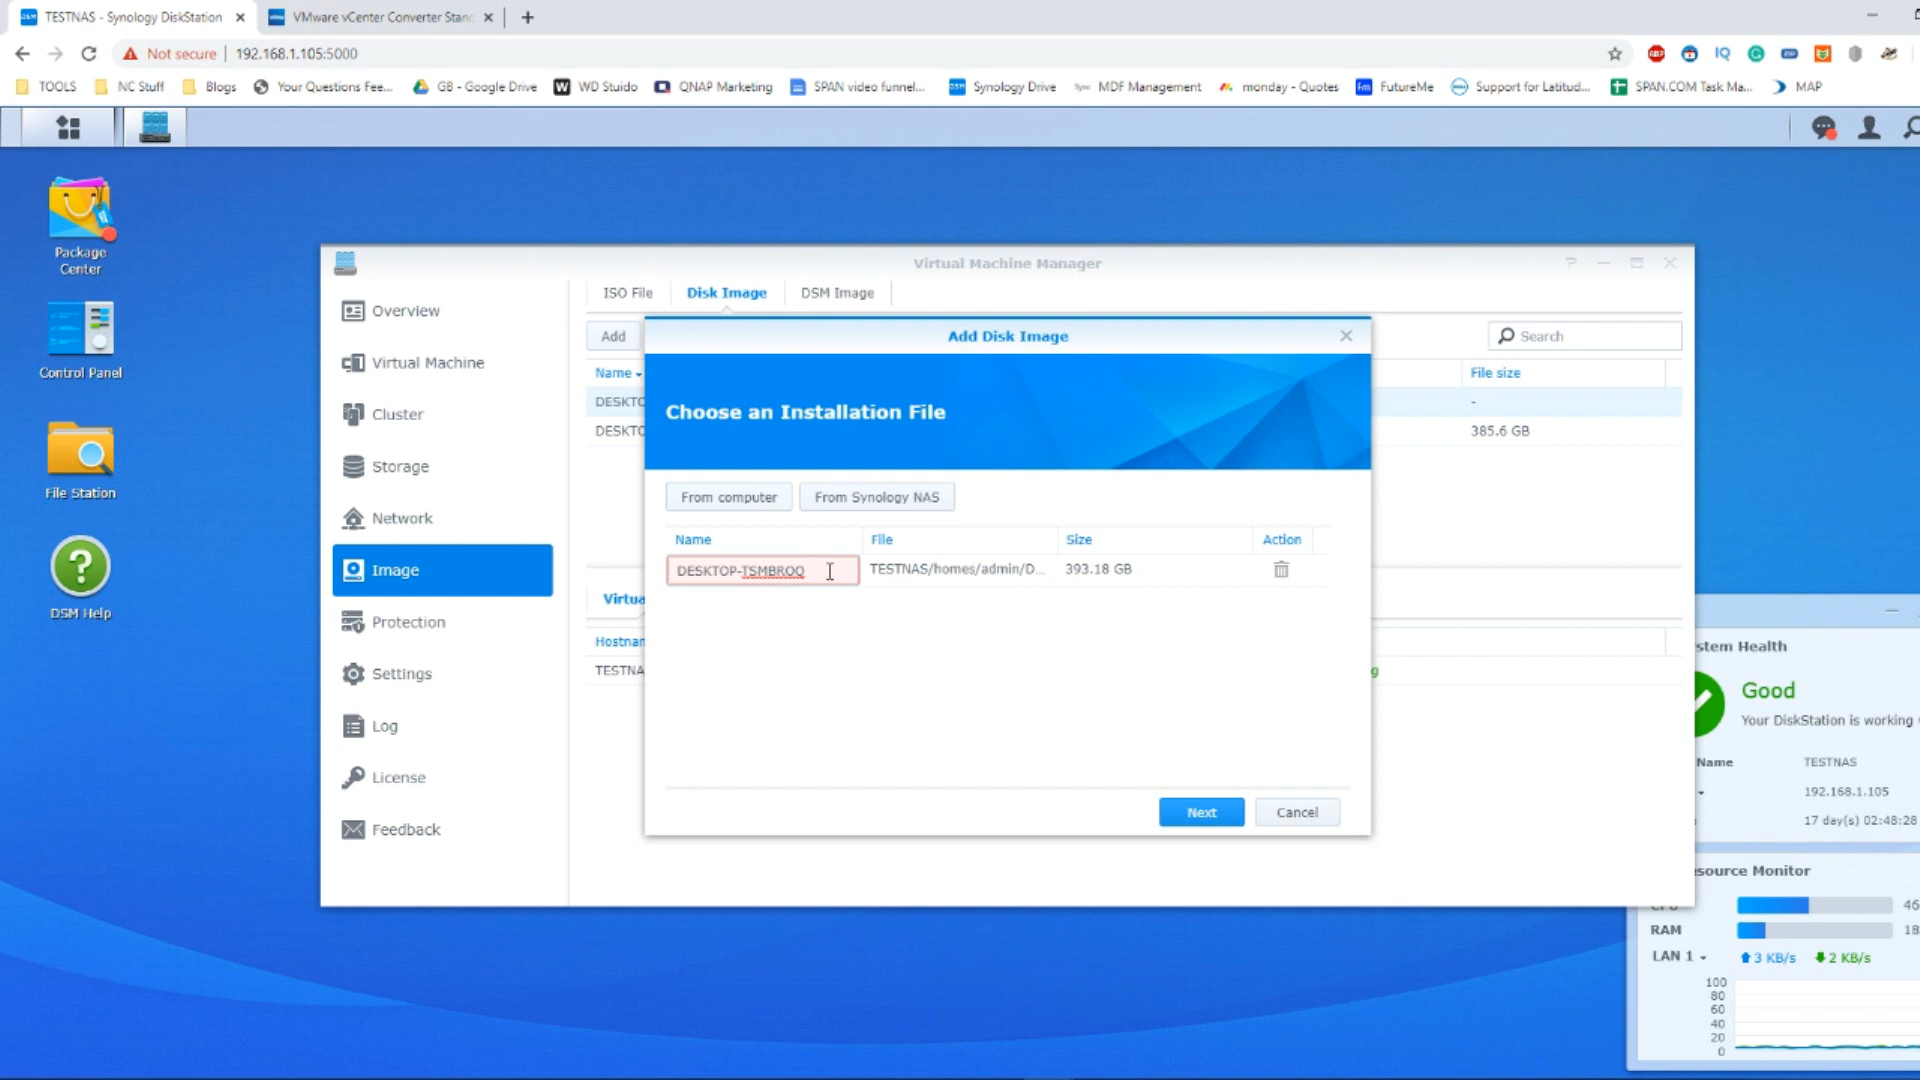 TESTNAS - Synology DiskStation
VMware vCenter Converter Stan
Not secure
192.168.1.105:5000
TOOLS
NC Stuff
Blogs
Your Questions Fee...
GB - Google Drive
WD Stuido
QNAP Marketing
SPAN video funnel...
Synology Drive
MDF Management
monday - Quotes
FutureMe
Support for Latitud...
SPAN.COM Task Ma...
MAP
Package Center
Control Panel
File Station
DSM Help
Virtual Machine Manager
Overview
Virtual Machine
Cluster
Storage
Network
Image
Protection
Settings
Log
License
Feedback
ISO File
Disk Image
DSM Image
Add
Search
Name
File size
DESKTO
-
DESKTO
385.6 GB
Virtua
Hostnam
TESTNA
g
Add Disk Image
Choose an Installation File
From computer
From Synology NAS
Name
File
Size
Action
DESKTOP-TSMBROQ
TESTNAS/homes/admin/D...
393.18 GB
Next
Cancel
stem Health
Good
Your DiskStation is working
Name
TESTNAS
192.168.1.105
17 day(s) 02:48:28
source Monitor
CPU
46
RAM
18
LAN 1
3 KB/s
2 KB/s
100
80
60
40
20
0